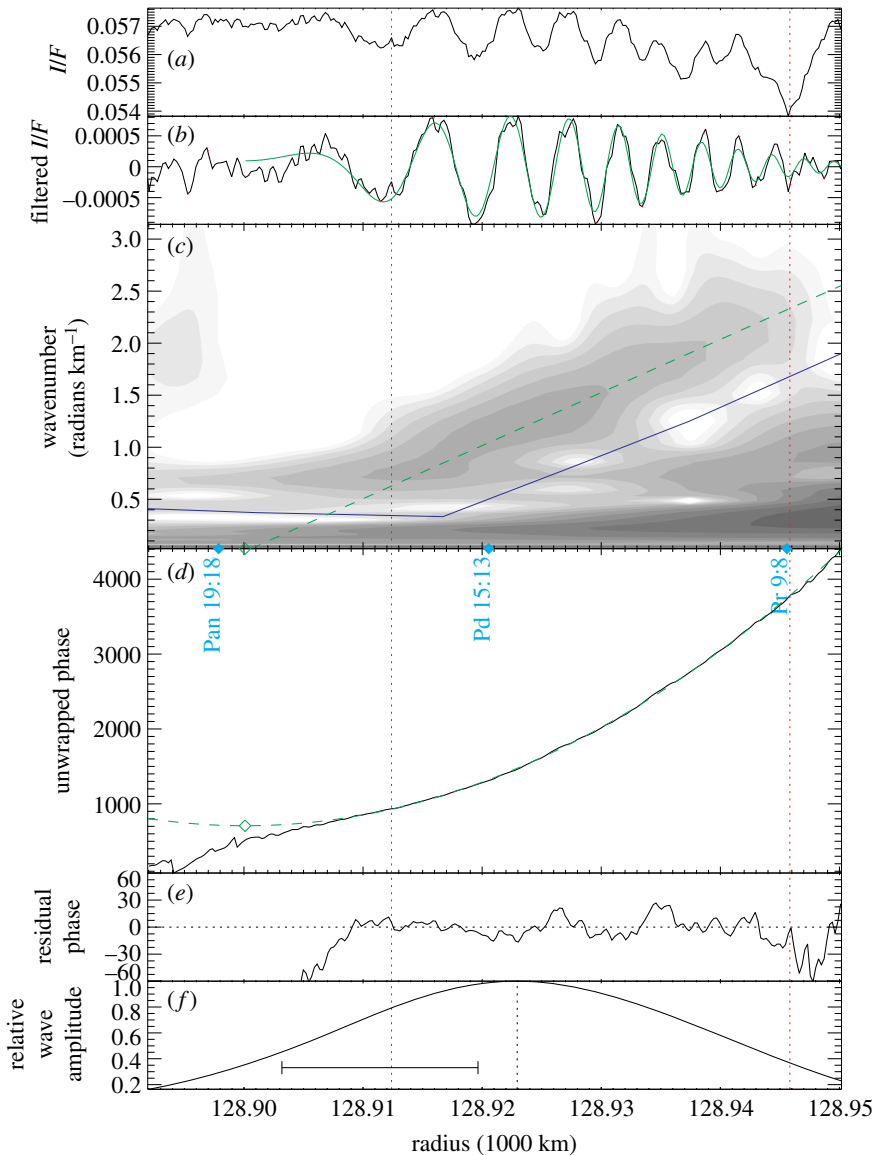 0.057
0.056
0.055
0.054
I/F
(a)
0.0005
0
−0.0005
filtered I/F
(b)
3.0
2.5
2.0
1.5
1.0
0.5
wavenumber
(radians km−1)
(c)
4000
3000
2000
1000
unwrapped phase
(d)
Pan 19:18
Pd 15:13
Pr 9:8
60
30
0
−30
−60
residual
phase
(e)
1.0
0.8
0.6
0.4
0.2
relative
wave
amplitude
(f)
128.90 128.91 128.92 128.93 128.94 128.95
radius (1000 km)